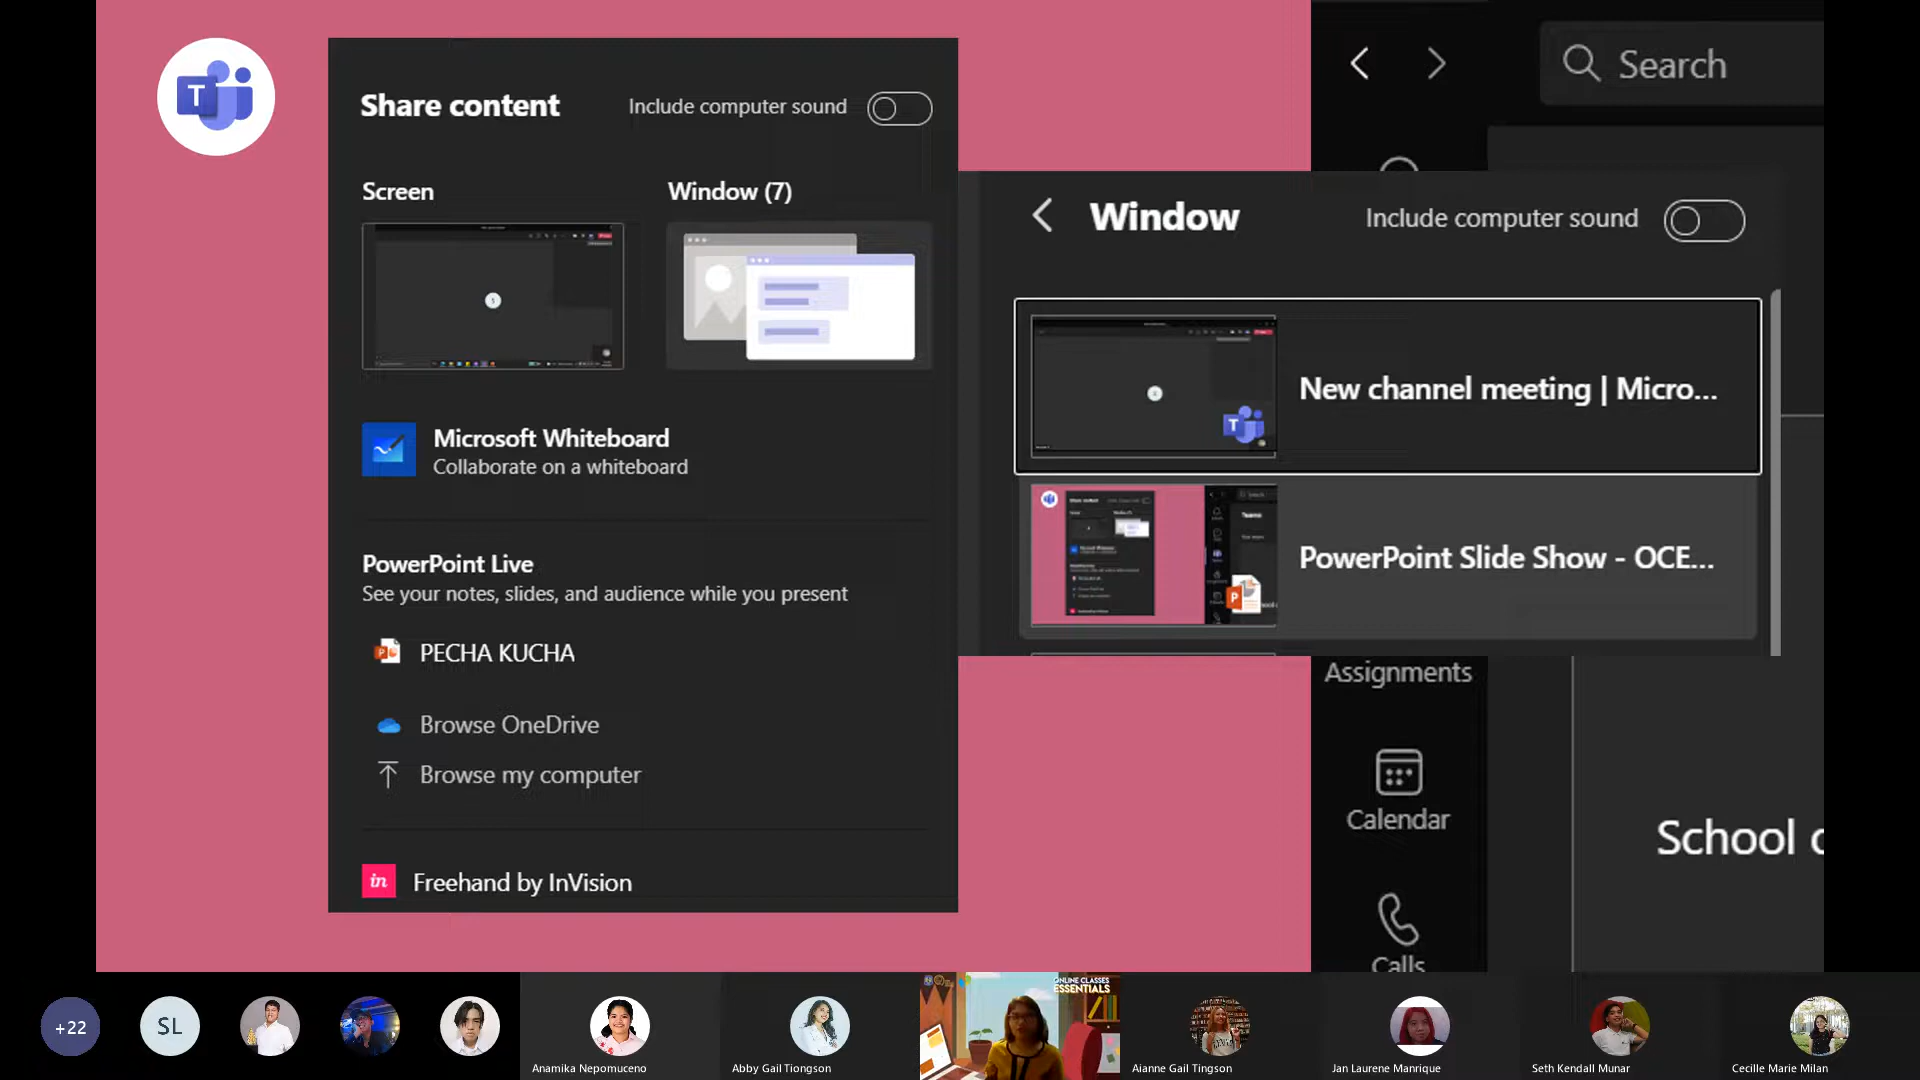 T
Share content
Include computer sound
Screen
Window (7)
Microsoft Whiteboard
Collaborate on a whiteboard
PowerPoint Live
See your notes, slides, and audience while you present
P
PECHA KUCHA
Browse OneDrive
Browse my computer
in
Freehand by InVision
Search
Window
Include computer sound
T
New channel meeting | Micro...
P
PowerPoint Slide Show - OCE...
Assignments
Calendar
School
Calls
+22
SL
Anamika Nepomuceno
Abby Gail Tiongson
ONLINE CLASSES
ESSENTIALS
Aianne Gail Tingson
Jan Laurene Manrique
Seth Kendall Munar
Cecille Marie Milan